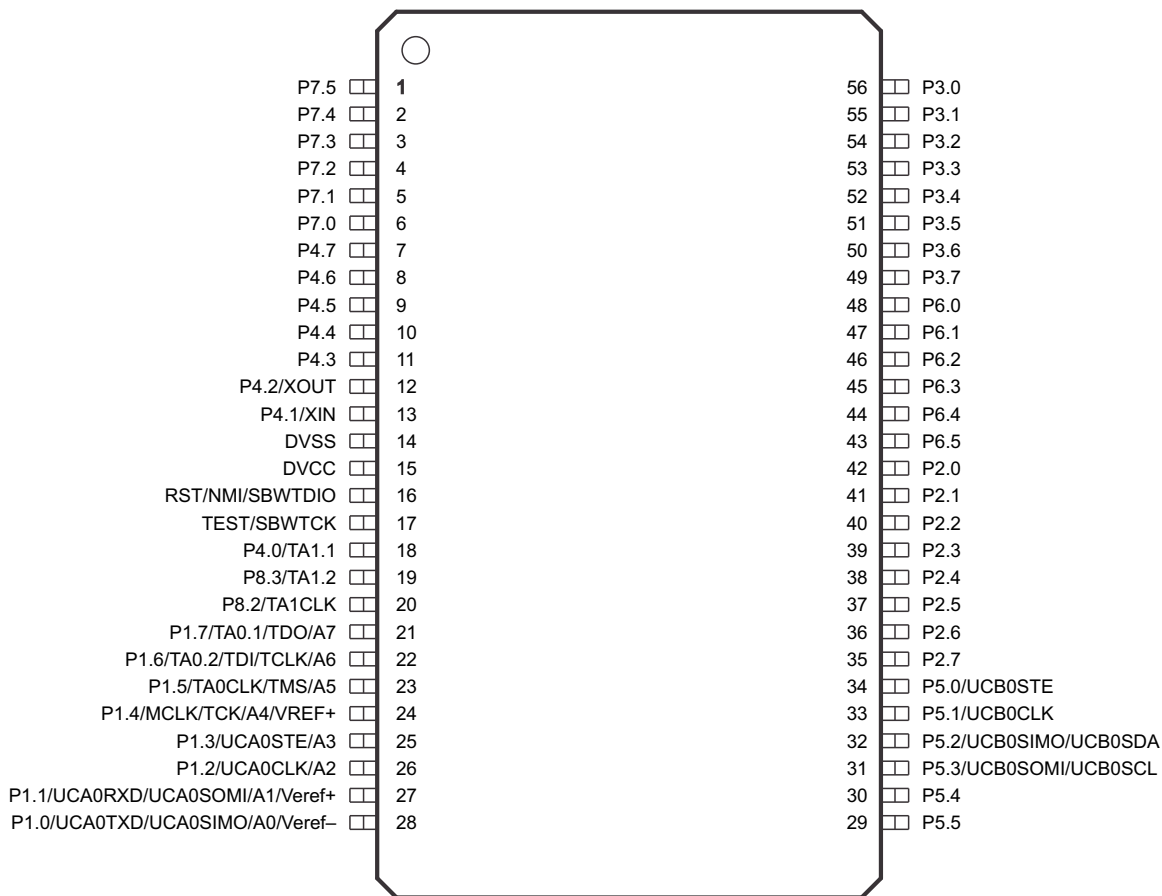 P7.5 1 56 P3.0
P7.4 2 55 P3.1
P7.3 3 54 P3.2
P7.2 4 53 P3.3
P7.1 5 52 P3.4
P7.0 6 51 P3.5
P4.7 7 50 P3.6
P4.6 8 49 P3.7
P4.5 9 48 P6.0
P4.4 10 47 P6.1
P4.3 11 46 P6.2
P4.2/XOUT 12 45 P6.3
P4.1/XIN 13 44 P6.4
DVSS 14 43 P6.5
DVCC 15 42 P2.0
RST/NMI/SBWTDIO 16 41 P2.1
TEST/SBWTCK 17 40 P2.2
P4.0/TA1.1 18 39 P2.3
P8.3/TA1.2 19 38 P2.4
P8.2/TA1CLK 20 37 P2.5
P1.7/TA0.1/TDO/A7 21 36 P2.6
P1.6/TA0.2/TDI/TCLK/A6 22 35 P2.7
P1.5/TA0CLK/TMS/A5 23 34 P5.0/UCB0STE
P1.4/MCLK/TCK/A4/VREF+ 24 33 P5.1/UCB0CLK
P1.3/UCA0STE/A3 25 32 P5.2/UCB0SIMO/UCB0SDA
P1.2/UCA0CLK/A2 26 31 P5.3/UCB0SOMI/UCB0SCL
P1.1/UCA0RXD/UCA0SOMI/A1/Veref+ 27 30 P5.4
P1.0/UCA0TXD/UCA0SIMO/A0/Veref– 28 29 P5.5